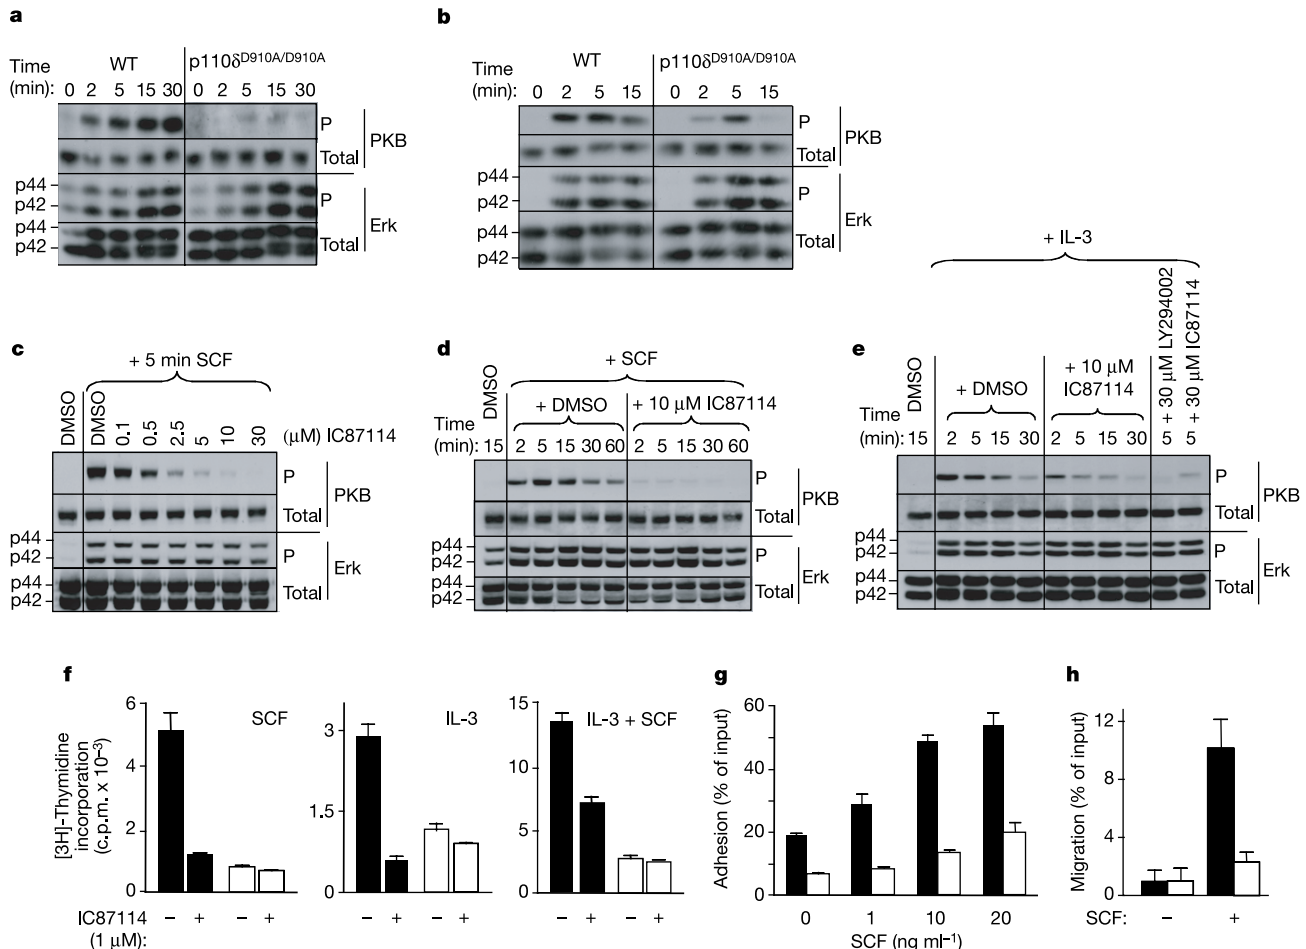 a
Time
(min):
WT
p110δD910A/D910A
0 2 5 15 30 0 2 5 15 30
P
Total
PKB
p44
p42
P
p44
p42
Total
Erk
b
Time
(min):
WT
p110δD910A/D910A
0 2 5 15 0 2 5 15
P
Total
PKB
p44
p42
P
p44
p42
Total
Erk
c
+ 5 min SCF
DMSO
DMSO
0.1
0.5
2.5
5
10
30
(μM) IC87114
P
Total
PKB
p44
p42
P
p44
p42
Total
Erk
d
+ SCF
DMSO
+ DMSO
+ 10 μM IC87114
Time
(min):
15 2 5 15 30 60 2 5 15 30 60
P
Total
PKB
p44
p42
P
p44
p42
Total
Erk
e
+ IL-3
DMSO
+ DMSO
+ 10 μM
IC87114
+ 30 μM LY294002
+ 30 μM IC87114
Time
(min):
15 2 5 15 30 2 5 15 30 5 5
P
Total
PKB
p44
p42
P
p44
p42
Total
Erk
f
[3H]-Thymidine
incorporation
(c.p.m. x 10–3)
6
4
2
0
SCF
3
1.5
0
IL-3
15
10
5
0
IL-3 + SCF
IC87114
(1 μM):
– + – + – + – + – + – +
g
Adhesion (% of input)
60
40
20
0
0 1 10 20
SCF (ng ml–1)
h
Migration (% of input)
12
8
4
0
SCF: – +